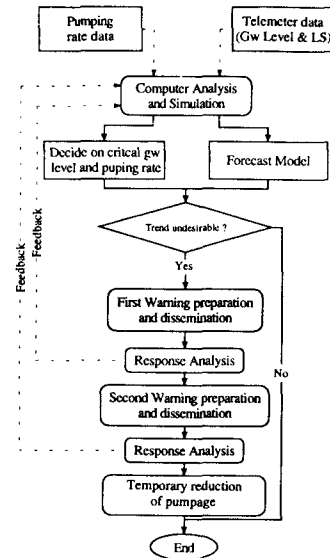 Pumping
rate data
Telemeter data
(Gw Level & LS)
Computer Analysis
and Simulation
Decide on critcal gw
level and puping rate
Forecast Model
Trend undesirable ?
Yes
First Warning preparation
and dissemination
Response Analysis
No
Second Warning preparation
and dissemination
Response Analysis
Temporary reduction
of pumpage
End
Feedback
Feedback